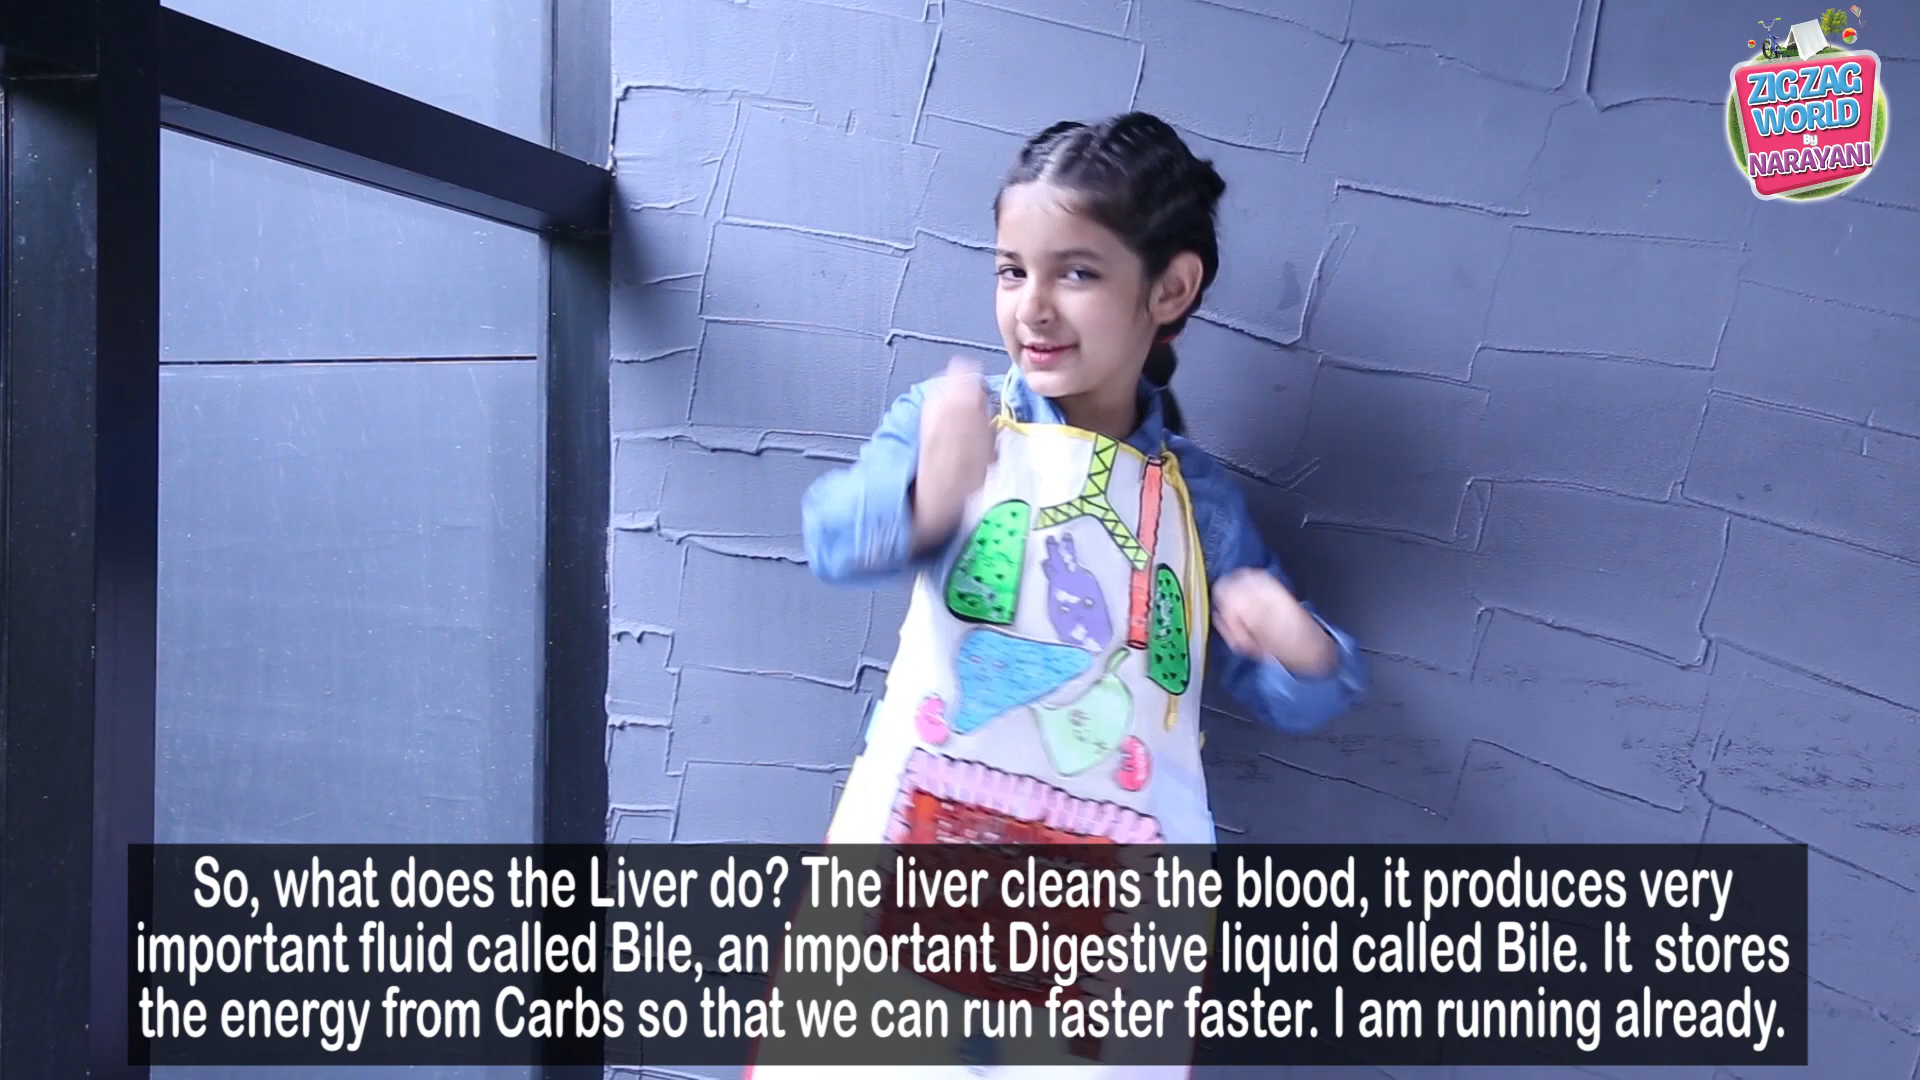 ZIGZAG
WORLD
By
NARAYANI
So, what does the Liver do? The liver cleans the blood, it produces very
important fluid called Bile, an important Digestive liquid called Bile. It  stores
the energy from Carbs so that we can run faster faster. I am running already.